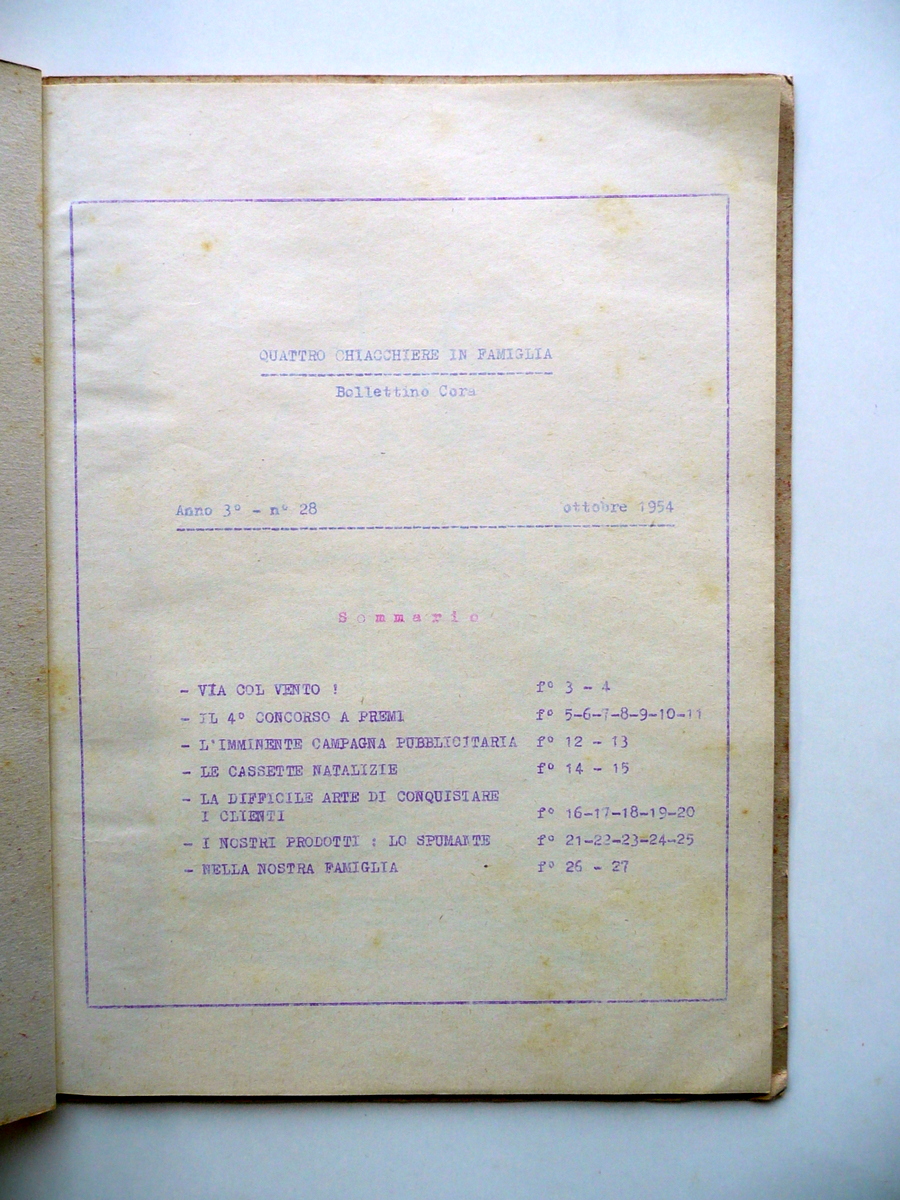 QUATTRO CHIACCHIERE IN FAMIGLIA
Bollettino Cora
Anno 3° - n° 28 ottobre 1954
Sommario
- VIA COL VENTO ! f° 3 - 4
- IL 4° CONCORSO A PREMI f° 5-6-7-8-9-10-11
- L'IMMINENTE CAMPAGNA PUBBLICITARIA f° 12 - 13
- LE CASSETTE NATALIZIE f° 14 - 15
- LA DIFFICILE ARTE DI CONQUISTARE
I CLIENTI f° 16-17-18-19-20
- I NOSTRI PRODOTTI : LO SPUMANTE f° 21-22-23-24-25
- NELLA NOSTRA FAMIGLIA f° 26 - 27